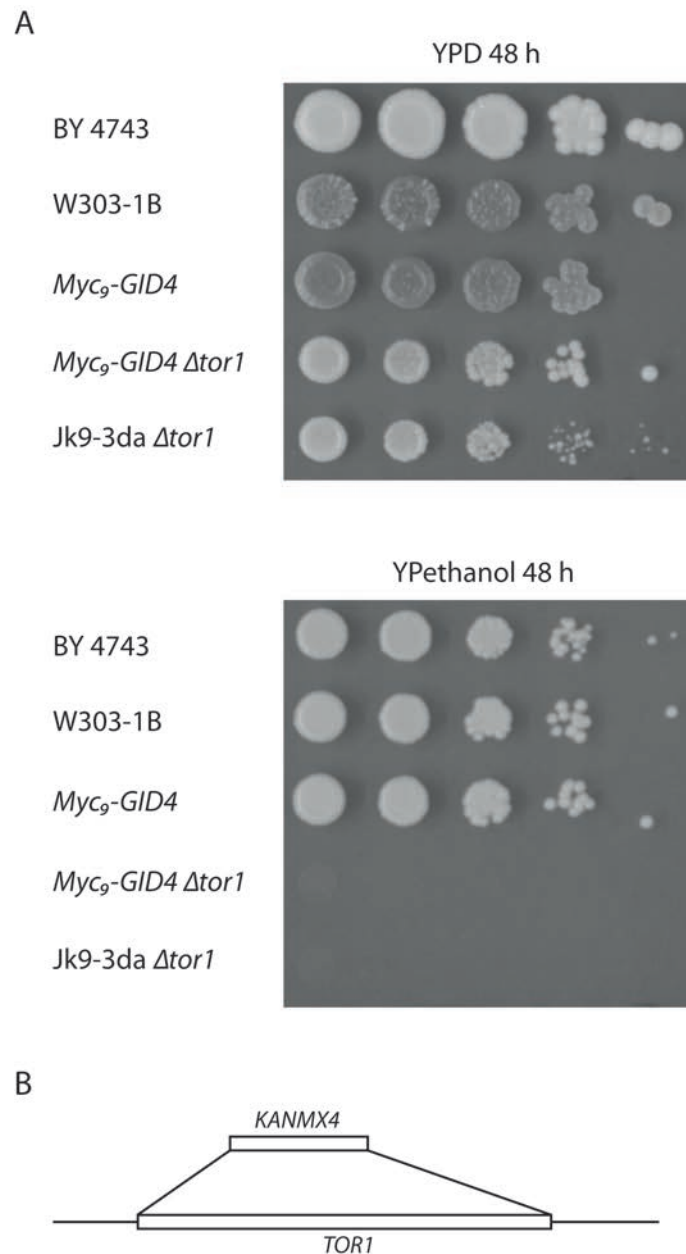 A
YPD 48 h
BY 4743
W303-1B
Myc₉-GID4
Myc₉-GID4 Δtor1
Jk9-3da Δtor1
YPethanol 48 h
BY 4743
W303-1B
Myc₉-GID4
Myc₉-GID4 Δtor1
Jk9-3da Δtor1
B
KANMX4
TOR1